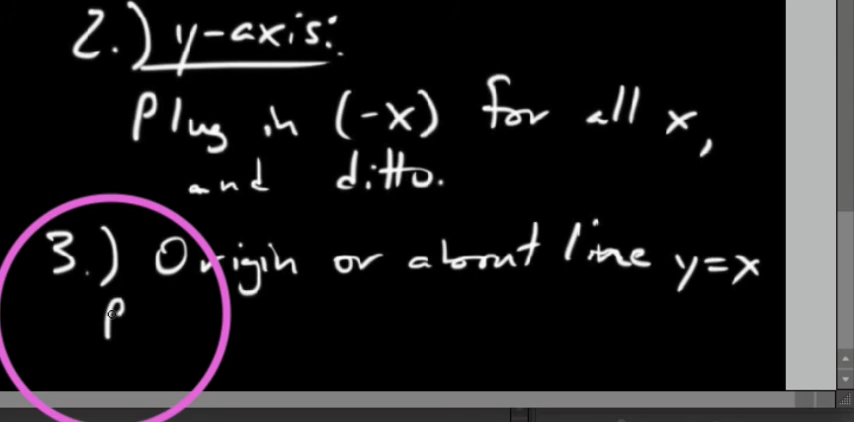 2.) y-axis:
Plug in (-x) for all x,
and ditto.
3.) Origin or about line y=x
P